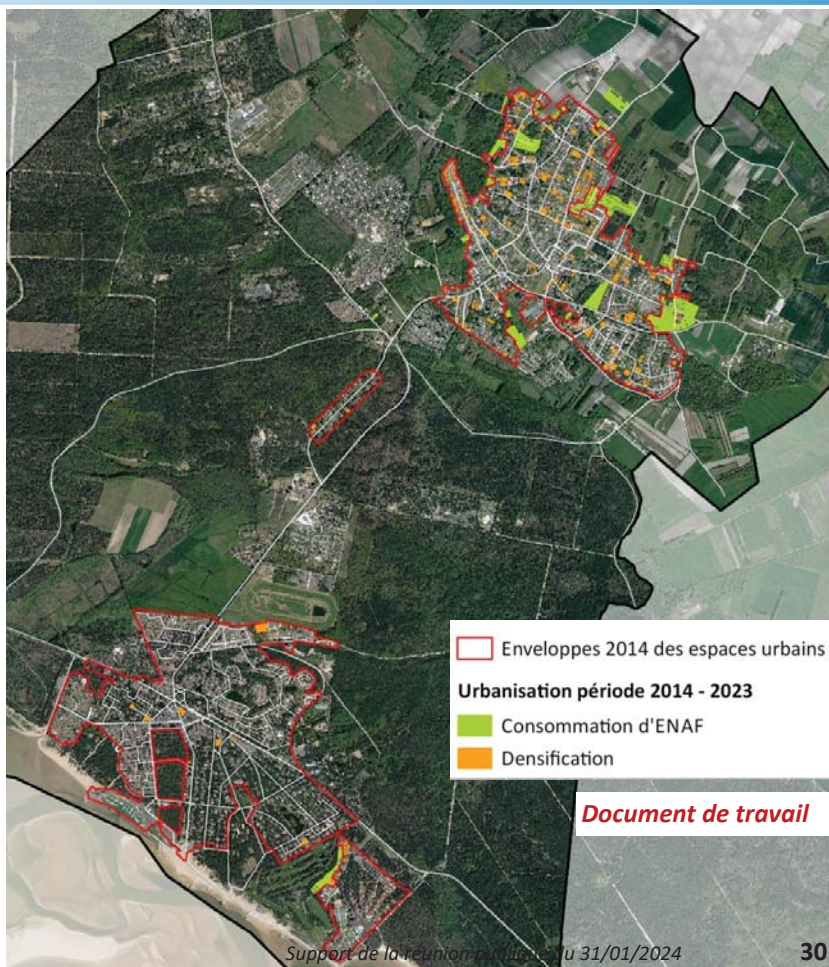 Enveloppes 2014 des espaces urbains
Urbanisation période 2014 - 2023
Consommation d'ENAF
Densification
Document de travail
Support de la réunion publique du 31/01/2024
30